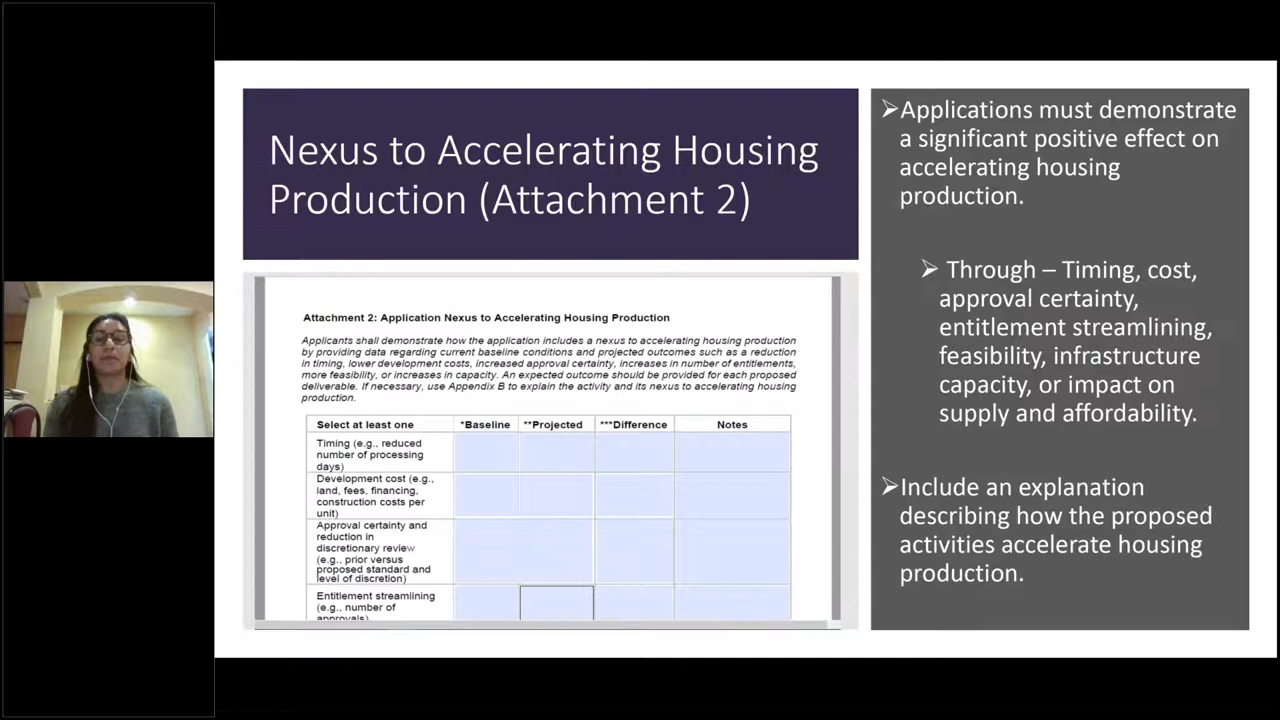 Nexus to Accelerating Housing
Production (Attachment 2)
Attachment 2: Application Nexus to Accelerating Housing Production
Applicants shall demonstrate how the application includes a nexus to accelerating housing production
by providing data regarding current baseline conditions and projected outcomes such as a reduction
in timing, lower development costs, increased approval certainty, increases in number of entitlements,
more feasibility, or increases in capacity. An expected outcome should be provided for each proposed
deliverable. If necessary, use Appendix B to explain the activity and its nexus to accelerating housing
production.
Select at least one *Baseline **Projected ***Difference Notes
Timing (e.g., reduced
number of processing
days)
Development cost (e.g.,
land, fees, financing,
construction costs per
unit)
Approval certainty and
reduction in
discretionary review
(e.g., prior versus
proposed standard and
level of discretion)
Entitlement streamlining
(e.g., number of
approvals)
➢Applications must demonstrate
a significant positive effect on
accelerating housing
production.
➢ Through – Timing, cost,
approval certainty,
entitlement streamlining,
feasibility, infrastructure
capacity, or impact on
supply and affordability.
➢Include an explanation
describing how the proposed
activities accelerate housing
production.